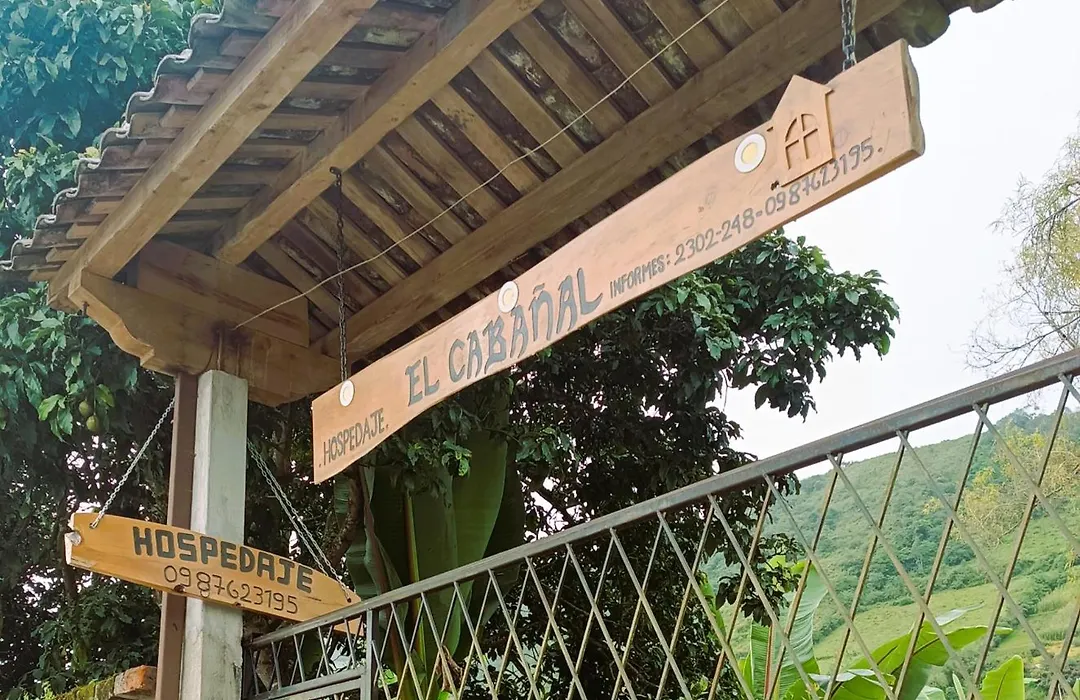 HOSPEDAJE. EL CABAÑAL INFORMES: 2302-248-0987623195.
HOSPEDAJE
0987623195